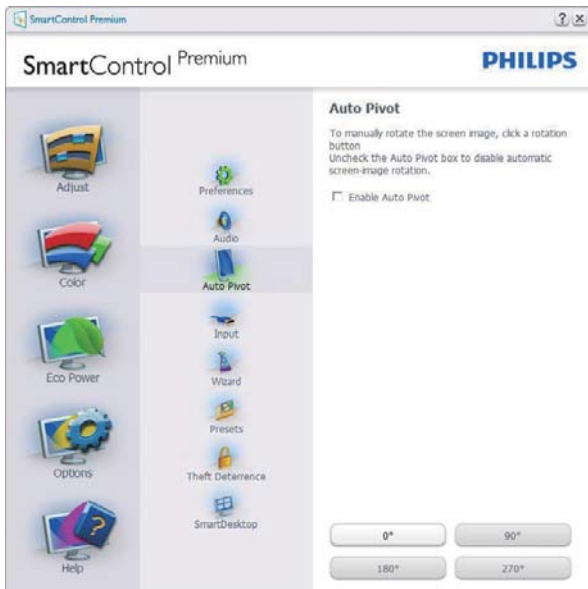 SmartControl Premium
? x
SmartControl Premium
PHILIPS
Adjust
Color
Eco Power
Options
Help
Preferences
Audio
Auto Pivot
Input
Wizard
Presets
Theft Deterrence
SmartDesktop
Auto Pivot
To manually rotate the screen image, click a rotation
button
Uncheck the Auto Pivot box to disable automatic
screen-image rotation.
Enable Auto Pivot
0°
90°
180°
270°